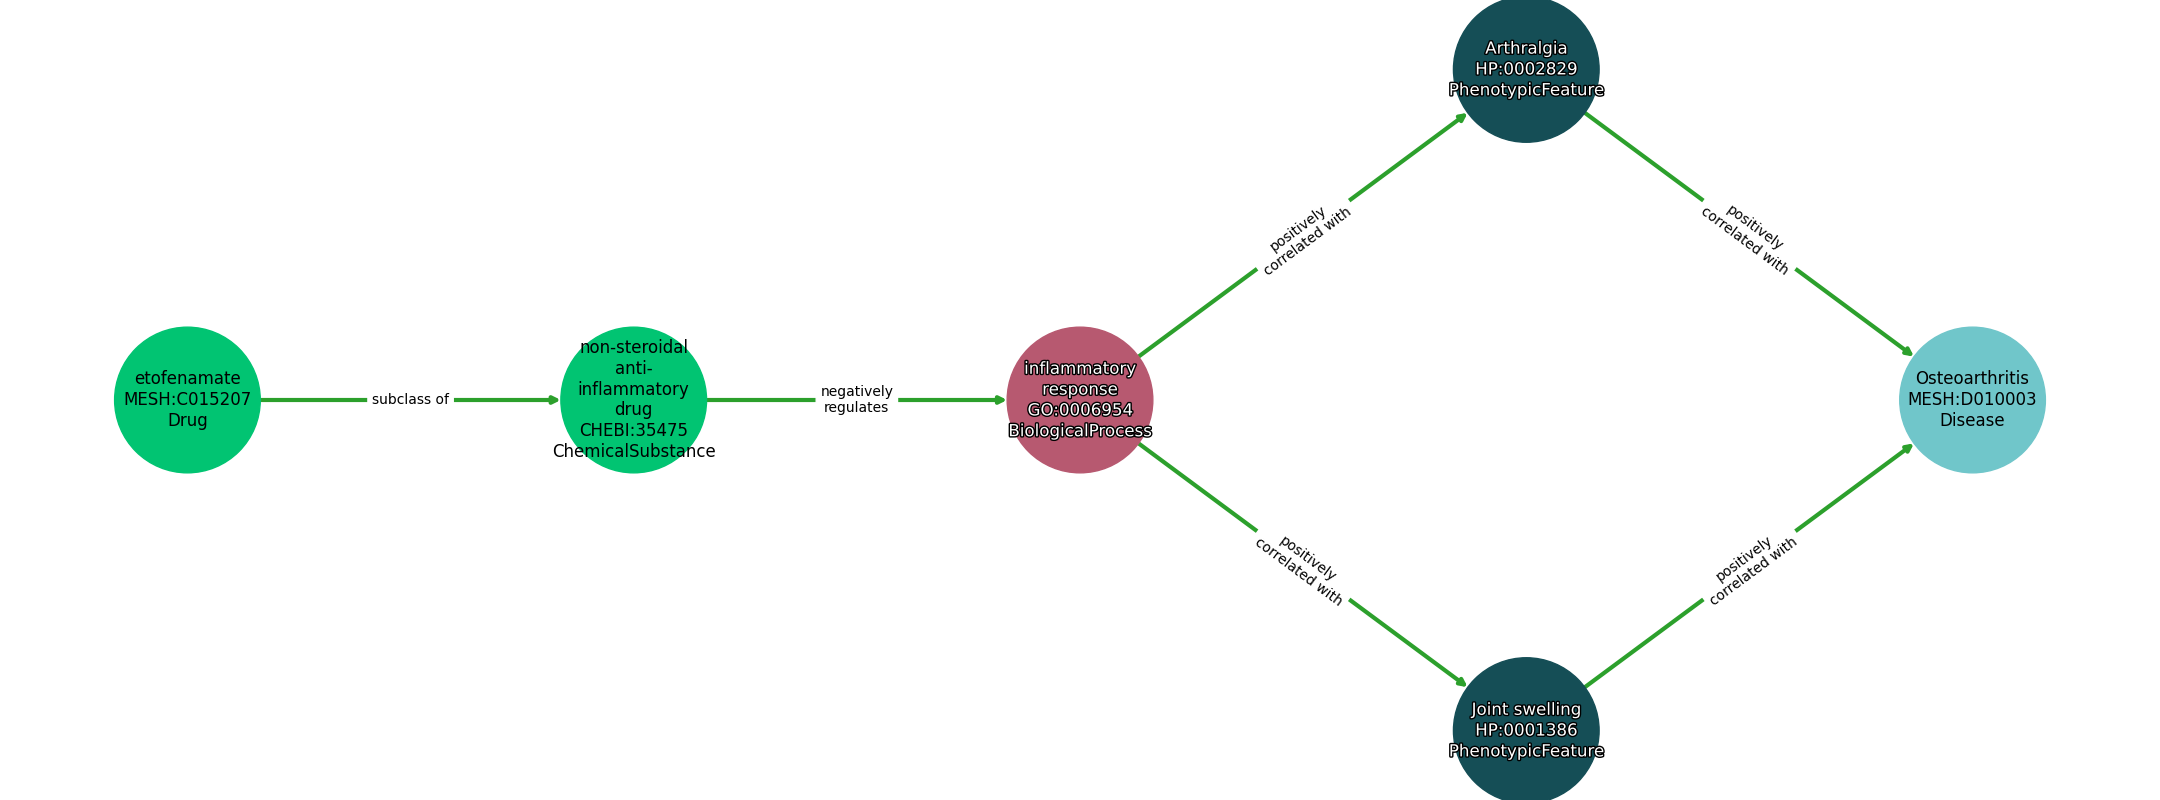 etofenamate
MESH:C015207
Drug
subclass of
non-steroidal
anti-
inflammatory
drug
CHEBI:35475
ChemicalSubstance
negatively
regulates
inflammatory
response
GO:0006954
BiologicalProcess
positively
correlated with
Arthralgia
HP:0002829
PhenotypicFeature
positively
correlated with
positively
correlated with
Joint swelling
HP:0001386
PhenotypicFeature
positively
correlated with
Osteoarthritis
MESH:D010003
Disease